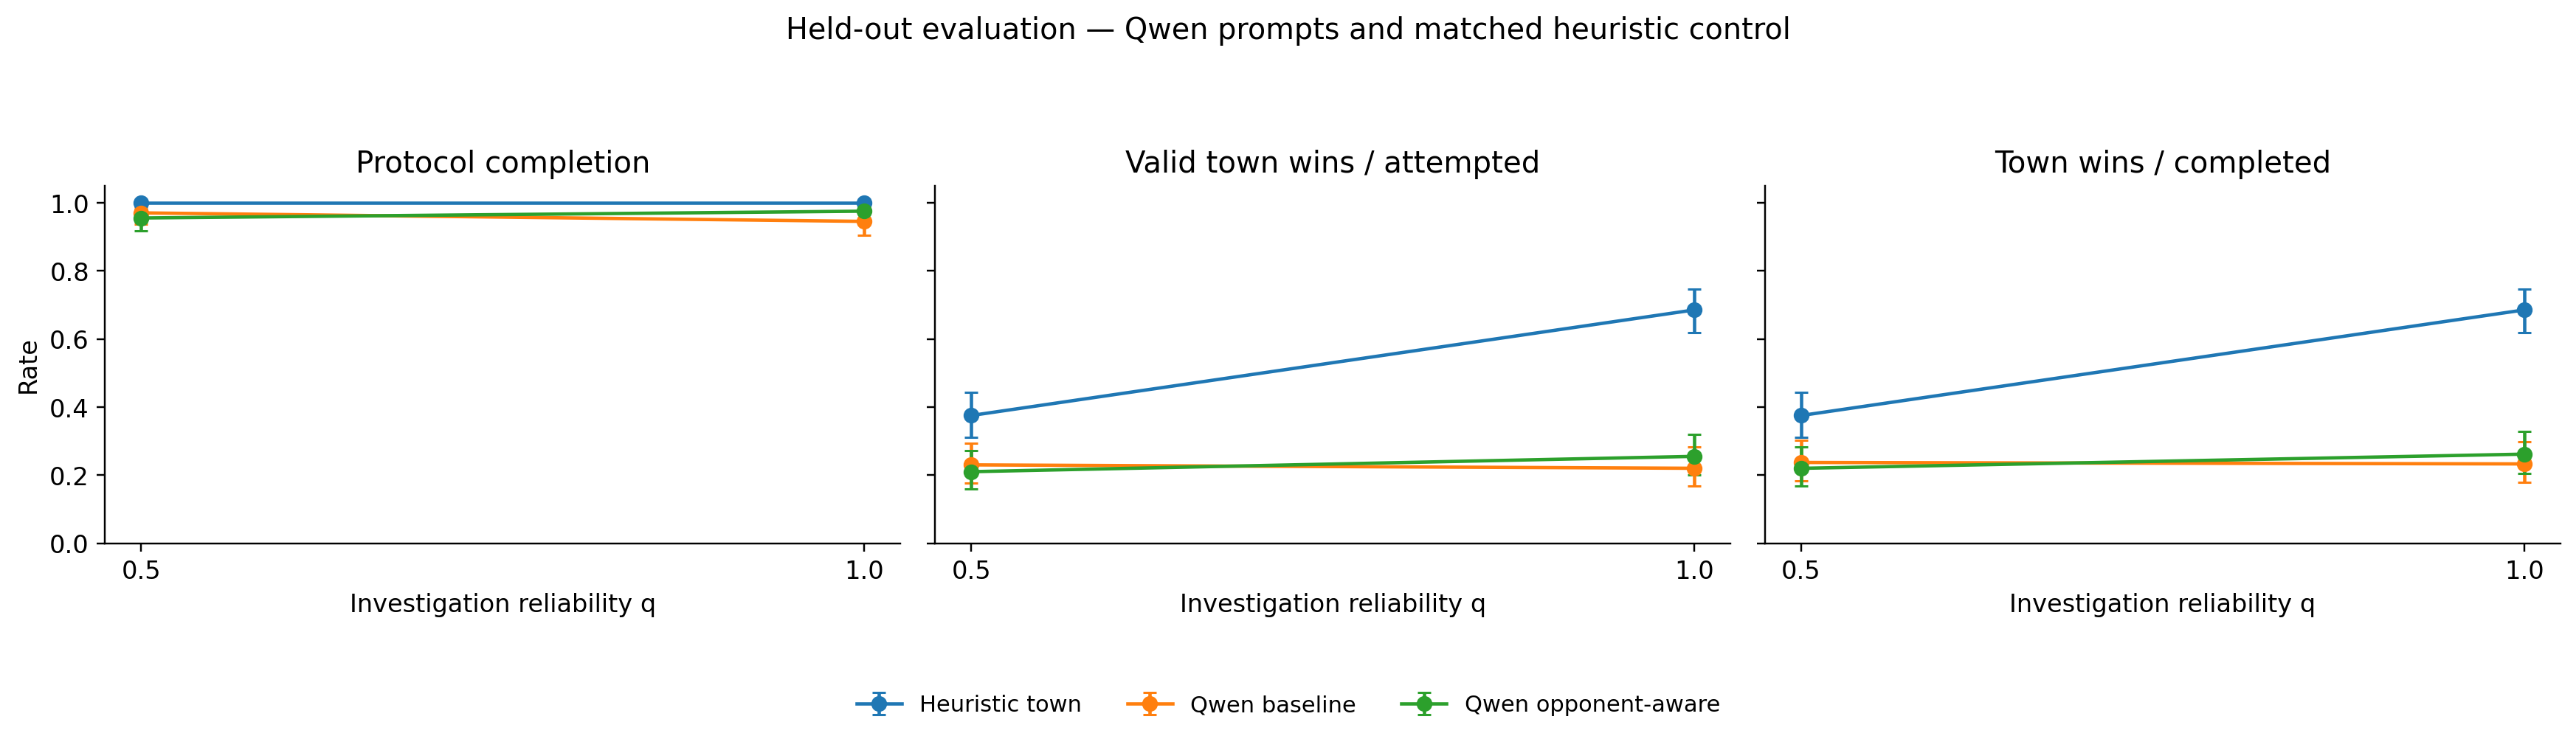 Held-out evaluation — Qwen prompts and matched heuristic control
Protocol completion
Valid town wins / attempted
Town wins / completed
Rate
1.0
0.8
0.6
0.4
0.2
0.0
0.5 1.0
0.5 1.0
0.5 1.0
Investigation reliability q
Investigation reliability q
Investigation reliability q
Heuristic town
Qwen baseline
Qwen opponent-aware